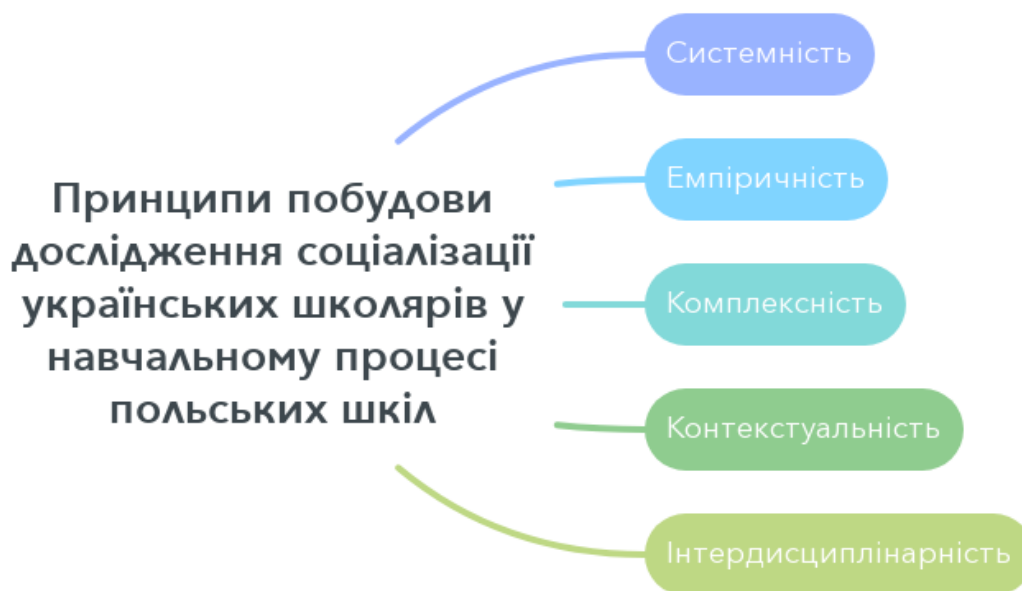 Принципи побудови
дослідження соціалізації
українських школярів у
навчальному процесі
польських шкіл
Системність
Емпіричність
Комплексність
Контекстуальність
Інтердисциплінарність